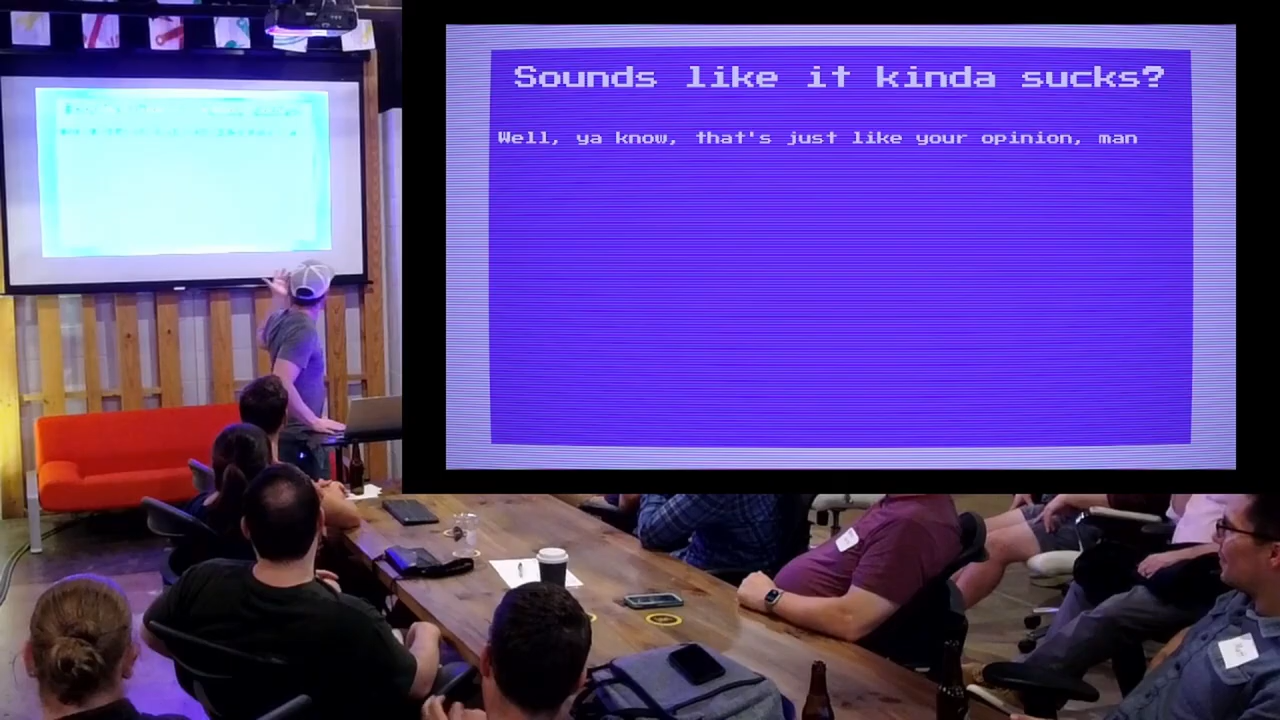 Sounds like it kinda sucks?
Well, ya know, that's just like your opinion, man